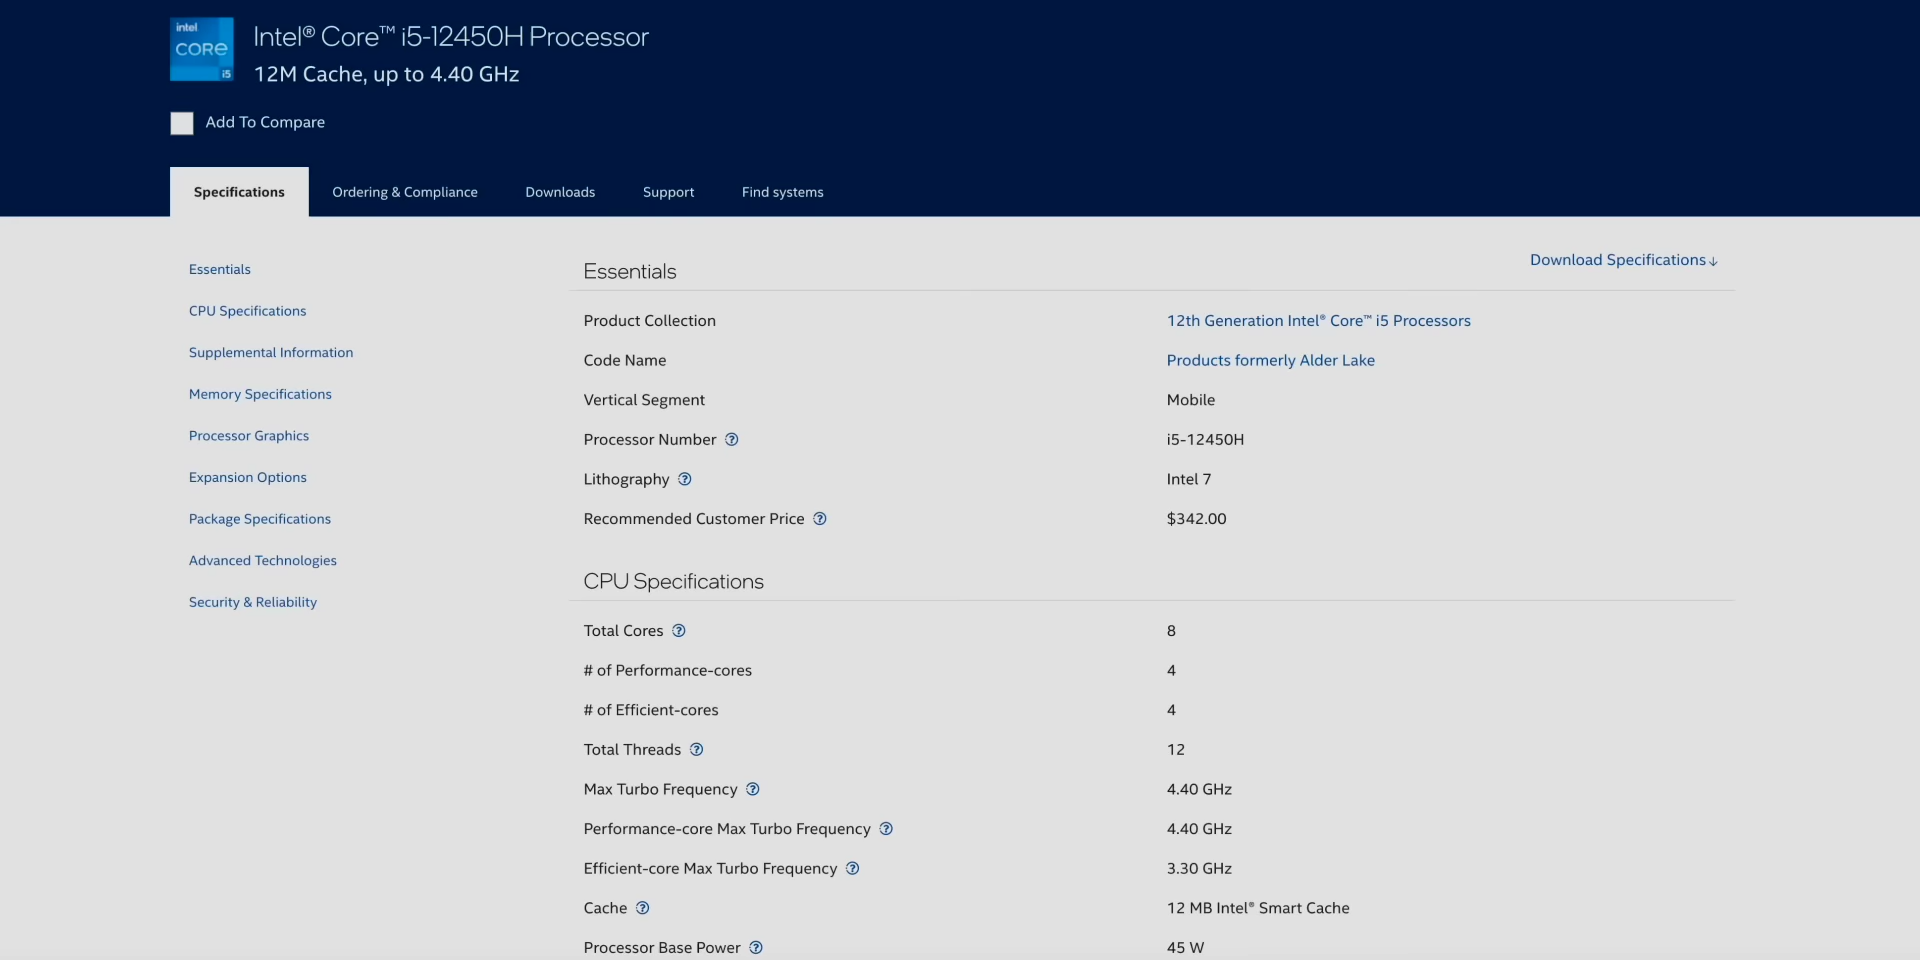 intel
CORE
i5
Intel® Core™ i5-12450H Processor
12M Cache, up to 4.40 GHz
Add To Compare
Specifications Ordering & Compliance Downloads Support Find systems
Essentials
CPU Specifications
Supplemental Information
Memory Specifications
Processor Graphics
Expansion Options
Package Specifications
Advanced Technologies
Security & Reliability
Download Specifications↓
Essentials
Product Collection 12th Generation Intel® Core™ i5 Processors
Code Name Products formerly Alder Lake
Vertical Segment Mobile
Processor Number ? i5-12450H
Lithography ? Intel 7
Recommended Customer Price ? $342.00
CPU Specifications
Total Cores ? 8
# of Performance-cores 4
# of Efficient-cores 4
Total Threads ? 12
Max Turbo Frequency ? 4.40 GHz
Performance-core Max Turbo Frequency ? 4.40 GHz
Efficient-core Max Turbo Frequency ? 3.30 GHz
Cache ? 12 MB Intel® Smart Cache
Processor Base Power ? 45 W